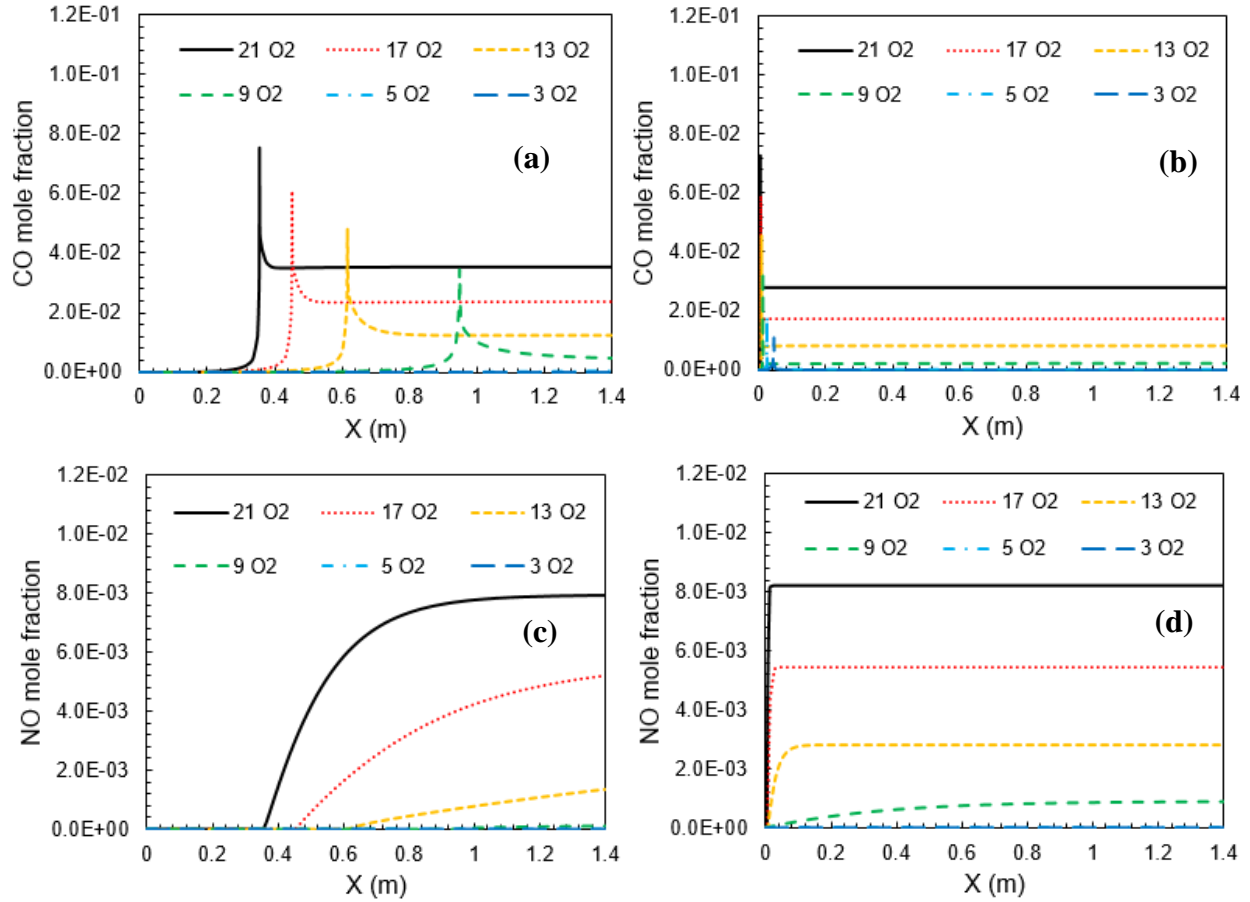 1.2E-01
1.0E-01
8.0E-02
6.0E-02
4.0E-02
2.0E-02
0.0E+00
CO mole fraction
21 O2 17 O2 13 O2
9 O2 5 O2 3 O2
(a)
0 0.2 0.4 0.6 0.8 1 1.2 1.4
X (m)
1.2E-01
1.0E-01
8.0E-02
6.0E-02
4.0E-02
2.0E-02
0.0E+00
CO mole fraction
21 O2 17 O2 13 O2
9 O2 5 O2 3 O2
(b)
0 0.2 0.4 0.6 0.8 1 1.2 1.4
X (m)
1.2E-02
1.0E-02
8.0E-03
6.0E-03
4.0E-03
2.0E-03
0.0E+00
NO mole fraction
21 O2 17 O2 13 O2
9 O2 5 O2 3 O2
(c)
0 0.2 0.4 0.6 0.8 1 1.2 1.4
X (m)
1.2E-02
1.0E-02
8.0E-03
6.0E-03
4.0E-03
2.0E-03
0.0E+00
NO mole fraction
21 O2 17 O2 13 O2
9 O2 5 O2 3 O2
(d)
0 0.2 0.4 0.6 0.8 1 1.2 1.4
X (m)